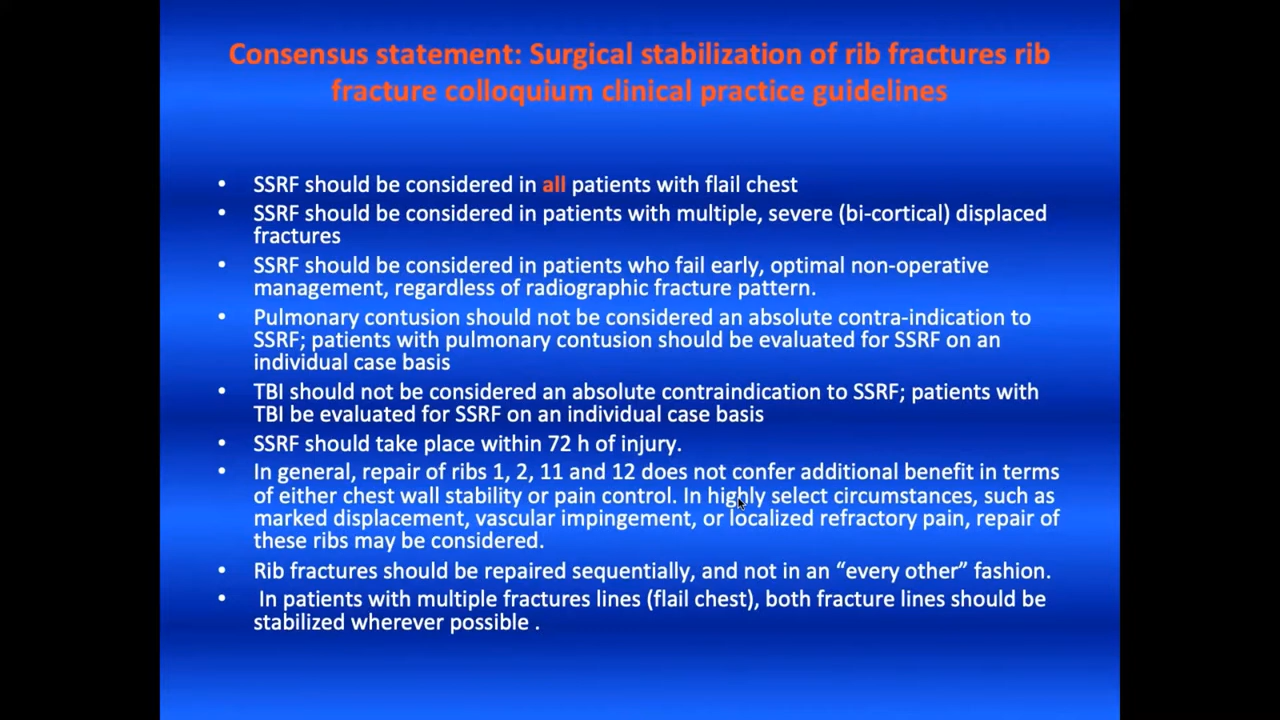 Consensus statement: Surgical stabilization of rib fractures rib
fracture colloquium clinical practice guidelines
• SSRF should be considered in all patients with flail chest
• SSRF should be considered in patients with multiple, severe (bi-cortical) displaced
fractures
• SSRF should be considered in patients who fail early, optimal non-operative
management, regardless of radiographic fracture pattern.
• Pulmonary contusion should not be considered an absolute contra-indication to
SSRF; patients with pulmonary contusion should be evaluated for SSRF on an
individual case basis
• TBI should not be considered an absolute contraindication to SSRF; patients with
TBI be evaluated for SSRF on an individual case basis
• SSRF should take place within 72 h of injury.
• In general, repair of ribs 1, 2, 11 and 12 does not confer additional benefit in terms
of either chest wall stability or pain control. In highly select circumstances, such as
marked displacement, vascular impingement, or localized refractory pain, repair of
these ribs may be considered.
• Rib fractures should be repaired sequentially, and not in an “every other” fashion.
• In patients with multiple fractures lines (flail chest), both fracture lines should be
stabilized wherever possible .